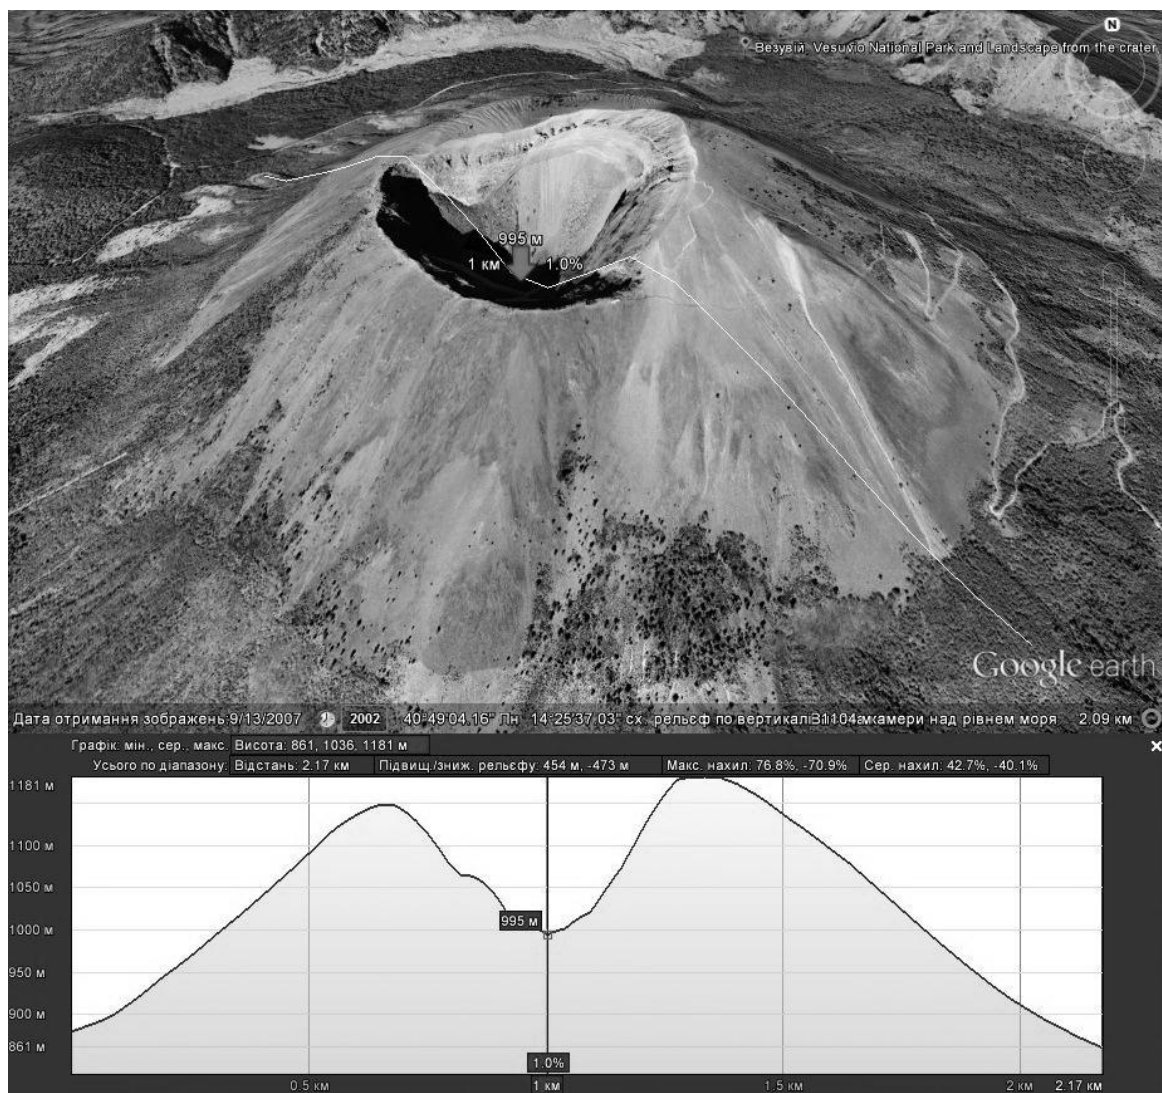 N
Везувій Vesuvio National Park and Landscape from the crater
995 м
1 км 1.0%
Google earth
Дата отримання зображень:9/13/2007 2002 40°49'04.16" Пн 14°25'37.03" сх. рельєф по вертикалі камери над рівнем моря 2.09 км
Графік: мін., сер., макс. Висота: 861, 1036, 1181 м
Усього по діапазону: Відстань: 2.17 км Підвищ./зниж. рельєфу: 454 м, -473 м Макс. нахил: 76.8%, -70.9% Сер. нахил: 42.7%, -40.1%
1181 м
1100 м
1050 м
1000 м
995 м
950 м
900 м
861 м
1.0%
0.5 км 1 км 1.5 км 2 км 2.17 км